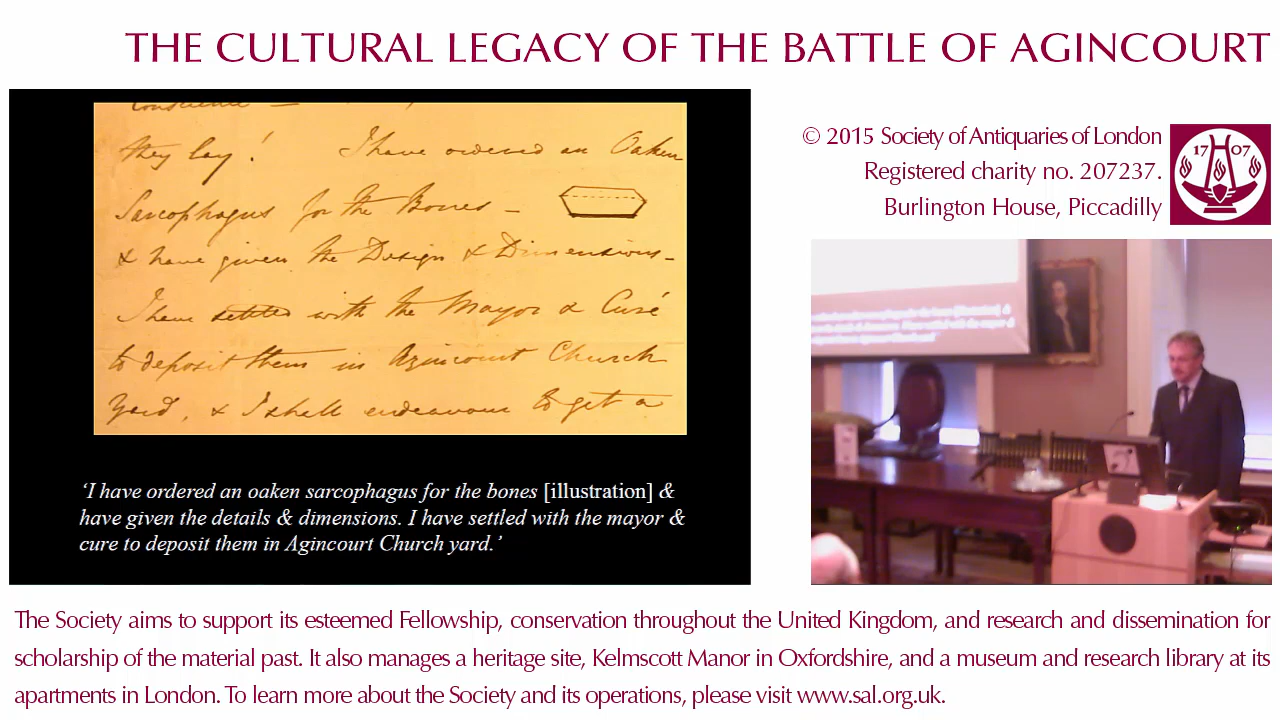 THE CULTURAL LEGACY OF THE BATTLE OF AGINCOURT
Conscience —
they lay! I have ordered an Oaken
Sarcophagus for the Bones —
& have given the Design & Dimensions —
I have settled with the Mayor & Curé
to deposit them in Agincourt Church
Yard, & I shall endeavour to get a
'I have ordered an oaken sarcophagus for the bones [illustration] &
have given the details & dimensions. I have settled with the mayor &
cure to deposit them in Agincourt Church yard.'
© 2015 Society of Antiquaries of London
Registered charity no. 207237.
Burlington House, Piccadilly
17 07
The Society aims to support its esteemed Fellowship, conservation throughout the United Kingdom, and research and dissemination for
scholarship of the material past. It also manages a heritage site, Kelmscott Manor in Oxfordshire, and a museum and research library at its
apartments in London. To learn more about the Society and its operations, please visit www.sal.org.uk.